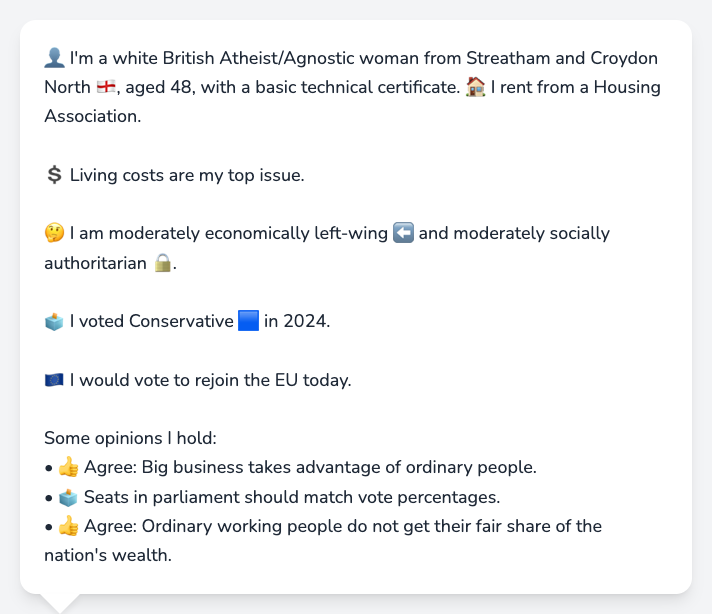 👤 I'm a white British Atheist/Agnostic woman from Streatham and Croydon
North 🏴󠁧󠁢󠁥󠁮󠁧󠁿, aged 48, with a basic technical certificate. 🏠 I rent from a Housing
Association.
💲 Living costs are my top issue.
🤔 I am moderately economically left-wing ⬅️ and moderately socially
authoritarian 🔒.
🗳️ I voted Conservative 🟦 in 2024.
🇪🇺 I would vote to rejoin the EU today.
Some opinions I hold:
• 👍 Agree: Big business takes advantage of ordinary people.
• 🗳️ Seats in parliament should match vote percentages.
• 👍 Agree: Ordinary working people do not get their fair share of the
nation's wealth.